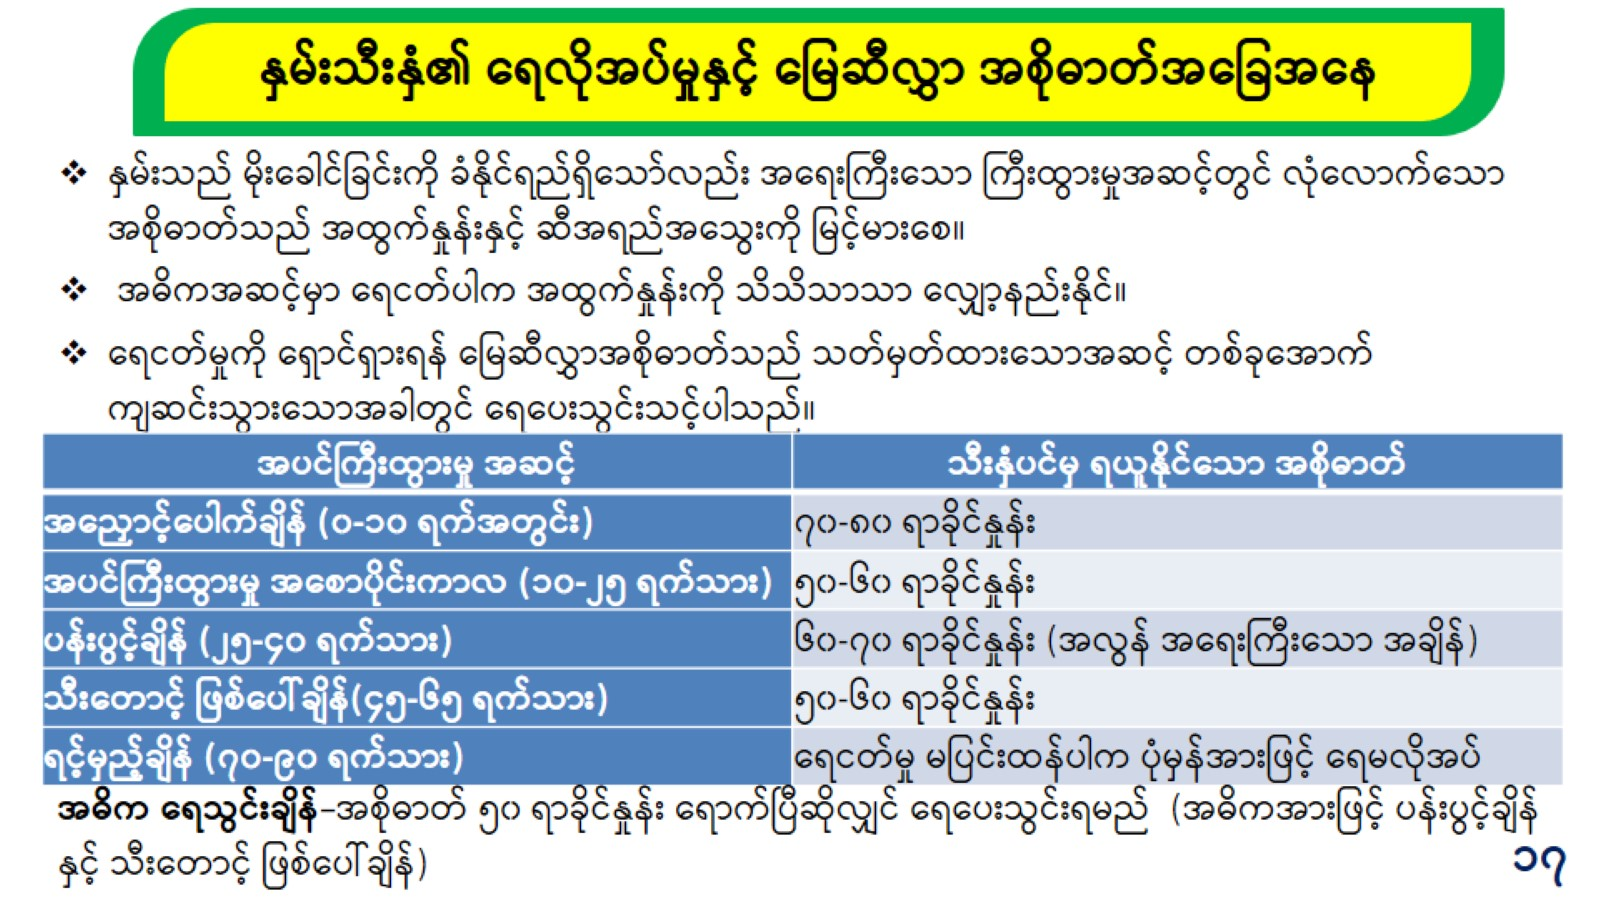 နှမ်းသီးနှံ၏ ရေလိုအပ်မှုနှင့် မြေဆီလွှာ အစိုဓာတ်အခြေအနေ
❖ နှမ်းသည် မိုးခေါင်ခြင်းကို ခံနိုင်ရည်ရှိသော်လည်း အရေးကြီးသော ကြီးထွားမှုအဆင့်တွင် လုံလောက်သော
အစိုဓာတ်သည် အထွက်နှုန်းနှင့် ဆီအရည်အသွေးကို မြင့်မားစေ။
❖ အဓိကအဆင့်မှာ ရေငတ်ပါက အထွက်နှုန်းကို သိသိသာသာ လျှော့နည်းနိုင်။
❖ ရေငတ်မှုကို ရှောင်ရှားရန် မြေဆီလွှာအစိုဓာတ်သည် သတ်မှတ်ထားသောအဆင့် တစ်ခုအောက်
ကျဆင်းသွားသောအခါတွင် ရေပေးသွင်းသင့်ပါသည်။
အပင်ကြီးထွားမှု အဆင့် သီးနှံပင်မှ ရယူနိုင်သော အစိုဓာတ်
အညှောင့်ပေါက်ချိန် (၀-၁၀ ရက်အတွင်း) ၇၀-၈၀ ရာခိုင်နှုန်း
အပင်ကြီးထွားမှု အစောပိုင်းကာလ (၁၀-၂၅ ရက်သား) ၅၀-၆၀ ရာခိုင်နှုန်း
ပန်းပွင့်ချိန် (၂၅-၄၀ ရက်သား) ၆၀-၇၀ ရာခိုင်နှုန်း (အလွန် အရေးကြီးသော အချိန်)
သီးတောင့် ဖြစ်ပေါ်ချိန်(၄၅-၆၅ ရက်သား) ၅၀-၆၀ ရာခိုင်နှုန်း
ရင့်မှည့်ချိန် (၇၀-၉၀ ရက်သား) ရေငတ်မှု မပြင်းထန်ပါက ပုံမှန်အားဖြင့် ရေမလိုအပ်
အဓိက ရေသွင်းချိန်–အစိုဓာတ် ၅၀ ရာခိုင်နှုန်း ရောက်ပြီဆိုလျှင် ရေပေးသွင်းရမည် (အဓိကအားဖြင့် ပန်းပွင့်ချိန်
နှင့် သီးတောင့် ဖြစ်ပေါ်ချိန်)
၁၇